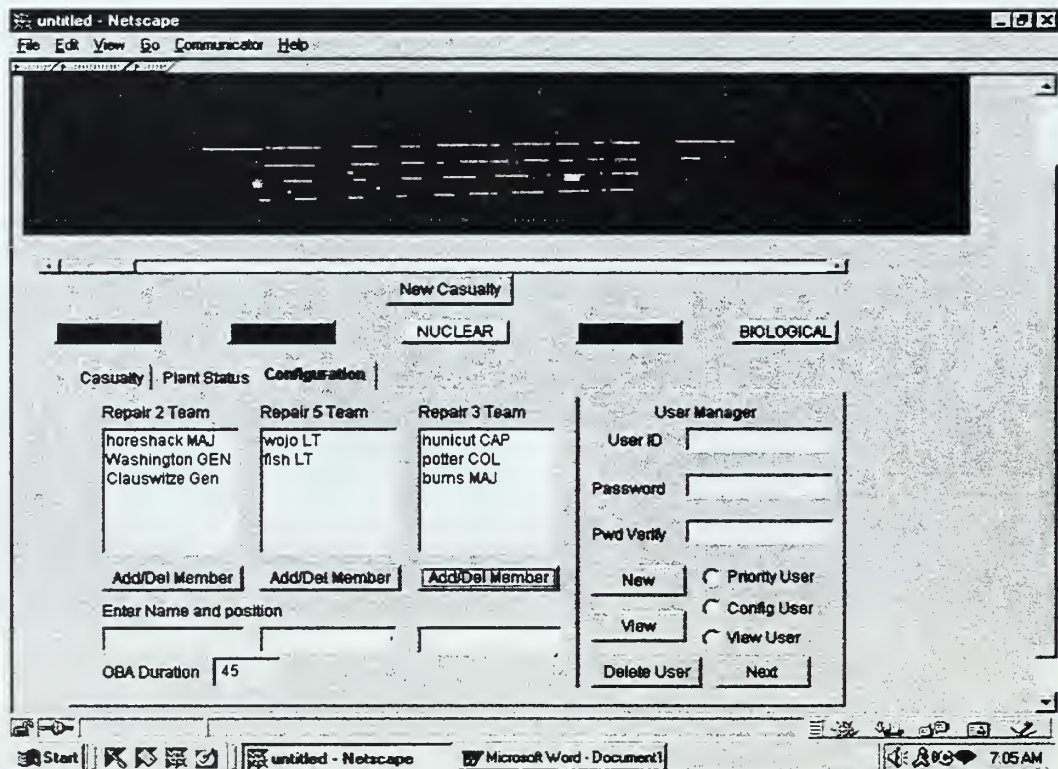 untitled - Netscape
File Edit View Go Communicator Help
New Casualty
NUCLEAR BIOLOGICAL
Casualty Plant Status Configuration
Repair 2 Team Repair 5 Team Repair 3 Team User Manager
horeshack MAJ wojo LT hunicut CAP User ID
Washington GEN fish LT potter COL
Clauswitze Gen burns MAJ
Password
Pwd Verify
Add/Del Member Add/Del Member Add/Del Member New Priority User
Enter Name and position Config User
View View User
OBA Duration 45 Delete User Next
Start untitled - Netscape Microsoft Word - Document1 7:05 AM